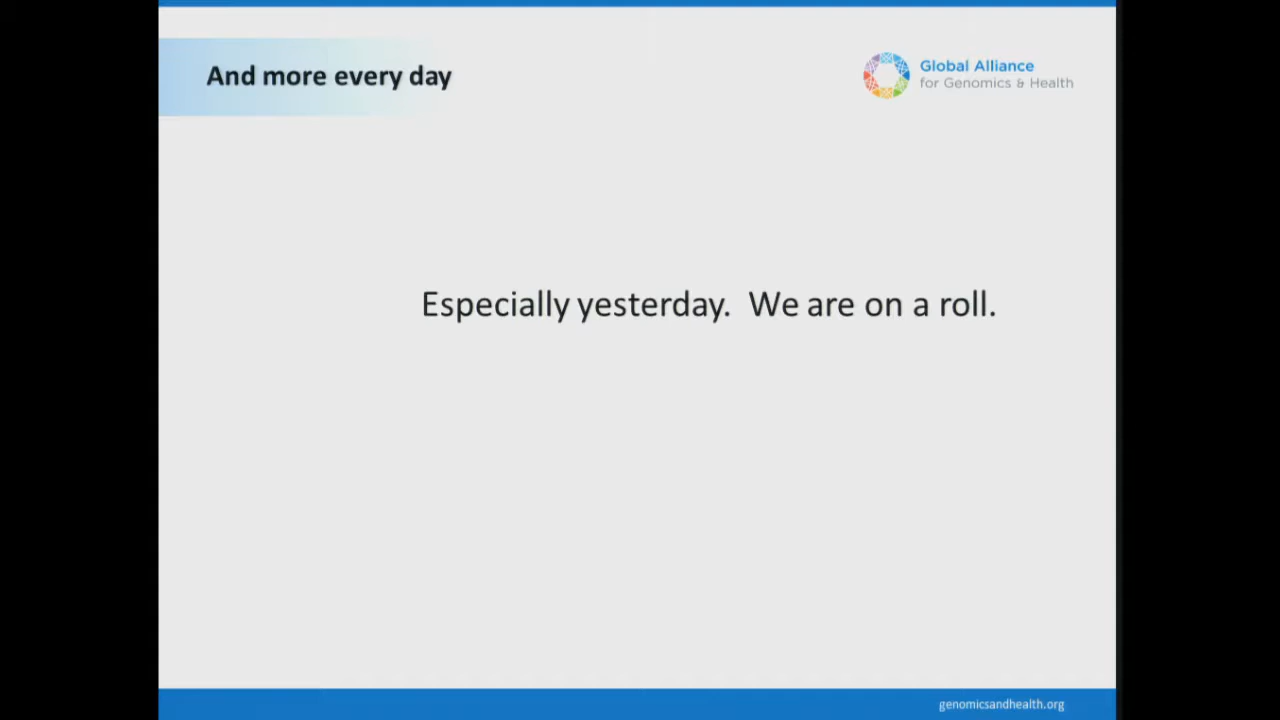 And more every day
Global Alliance
for Genomics & Health
Especially yesterday.  We are on a roll.
genomicsandhealth.org